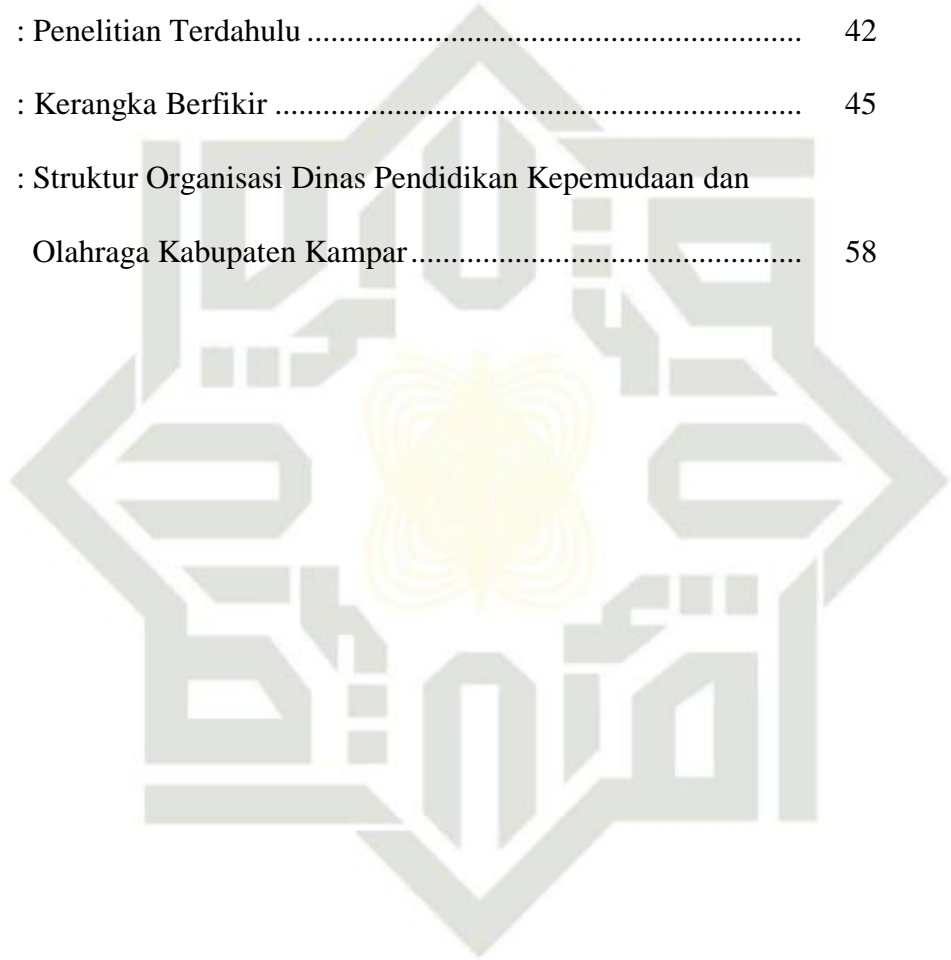 : Penelitian Terdahulu .............................................................. 42
: Kerangka Berfikir .................................................................. 45
: Struktur Organisasi Dinas Pendidikan Kepemudaan dan
Olahraga Kabupaten Kampar ................................................. 58